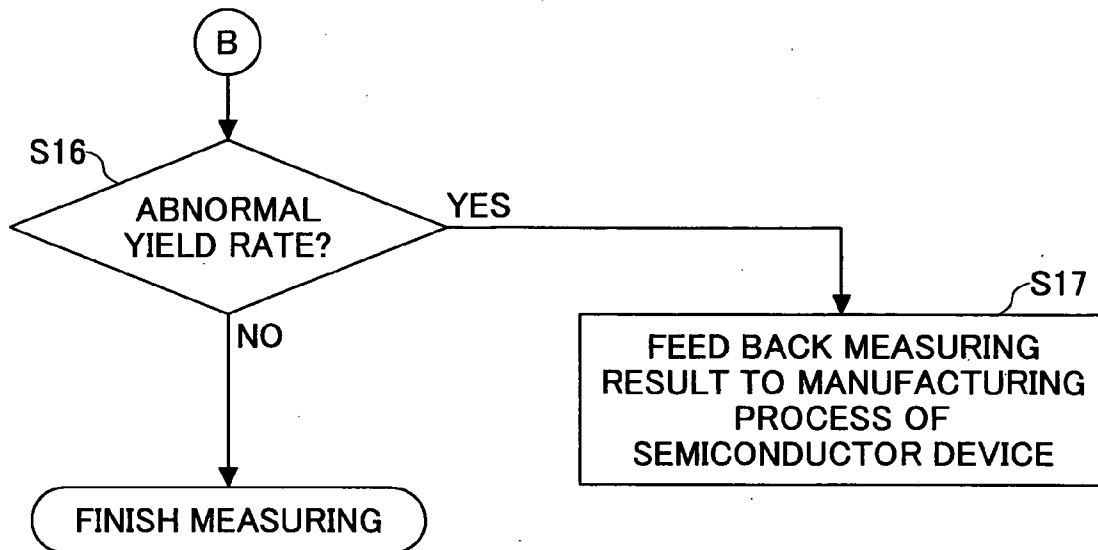 B
S16
ABNORMAL
YIELD RATE?
YES
NO
S17
FEED BACK MEASURING
RESULT TO MANUFACTURING
PROCESS OF
SEMICONDUCTOR DEVICE
FINISH MEASURING